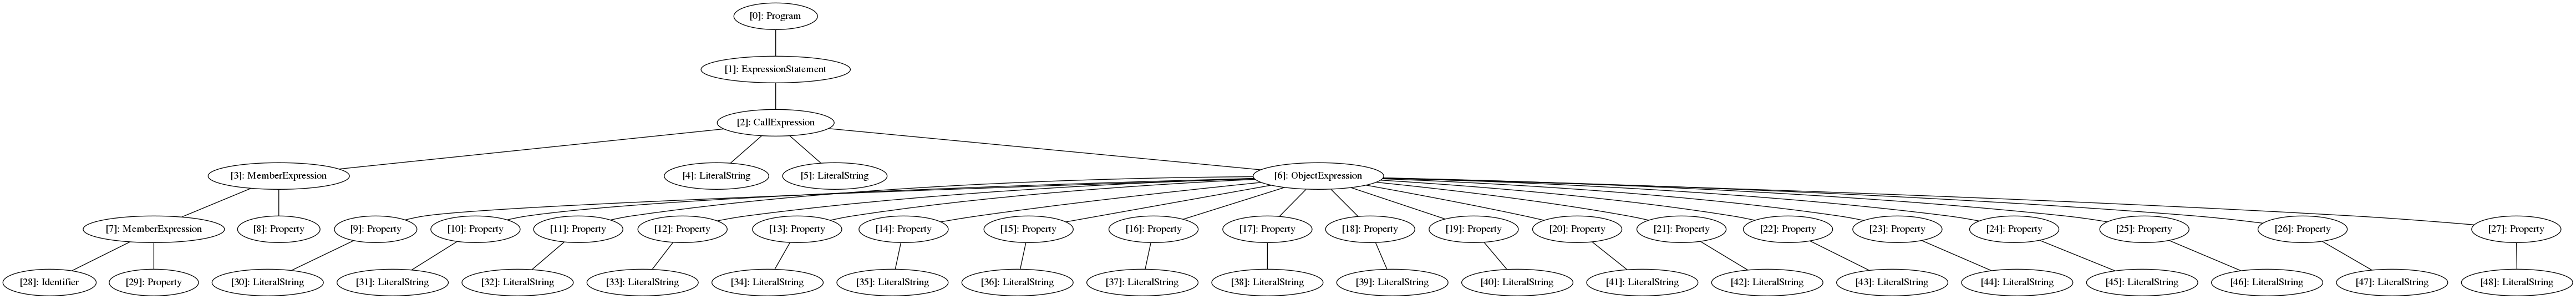 [0]: Program
[1]: ExpressionStatement
[2]: CallExpression
[3]: MemberExpression
[4]: LiteralString
[5]: LiteralString
[6]: ObjectExpression
[7]: MemberExpression
[8]: Property
[9]: Property
[10]: Property
[11]: Property
[12]: Property
[13]: Property
[14]: Property
[15]: Property
[16]: Property
[17]: Property
[18]: Property
[19]: Property
[20]: Property
[21]: Property
[22]: Property
[23]: Property
[24]: Property
[25]: Property
[26]: Property
[27]: Property
[28]: Identifier
[29]: Property
[30]: LiteralString
[31]: LiteralString
[32]: LiteralString
[33]: LiteralString
[34]: LiteralString
[35]: LiteralString
[36]: LiteralString
[37]: LiteralString
[38]: LiteralString
[39]: LiteralString
[40]: LiteralString
[41]: LiteralString
[42]: LiteralString
[43]: LiteralString
[44]: LiteralString
[45]: LiteralString
[46]: LiteralString
[47]: LiteralString
[48]: LiteralString